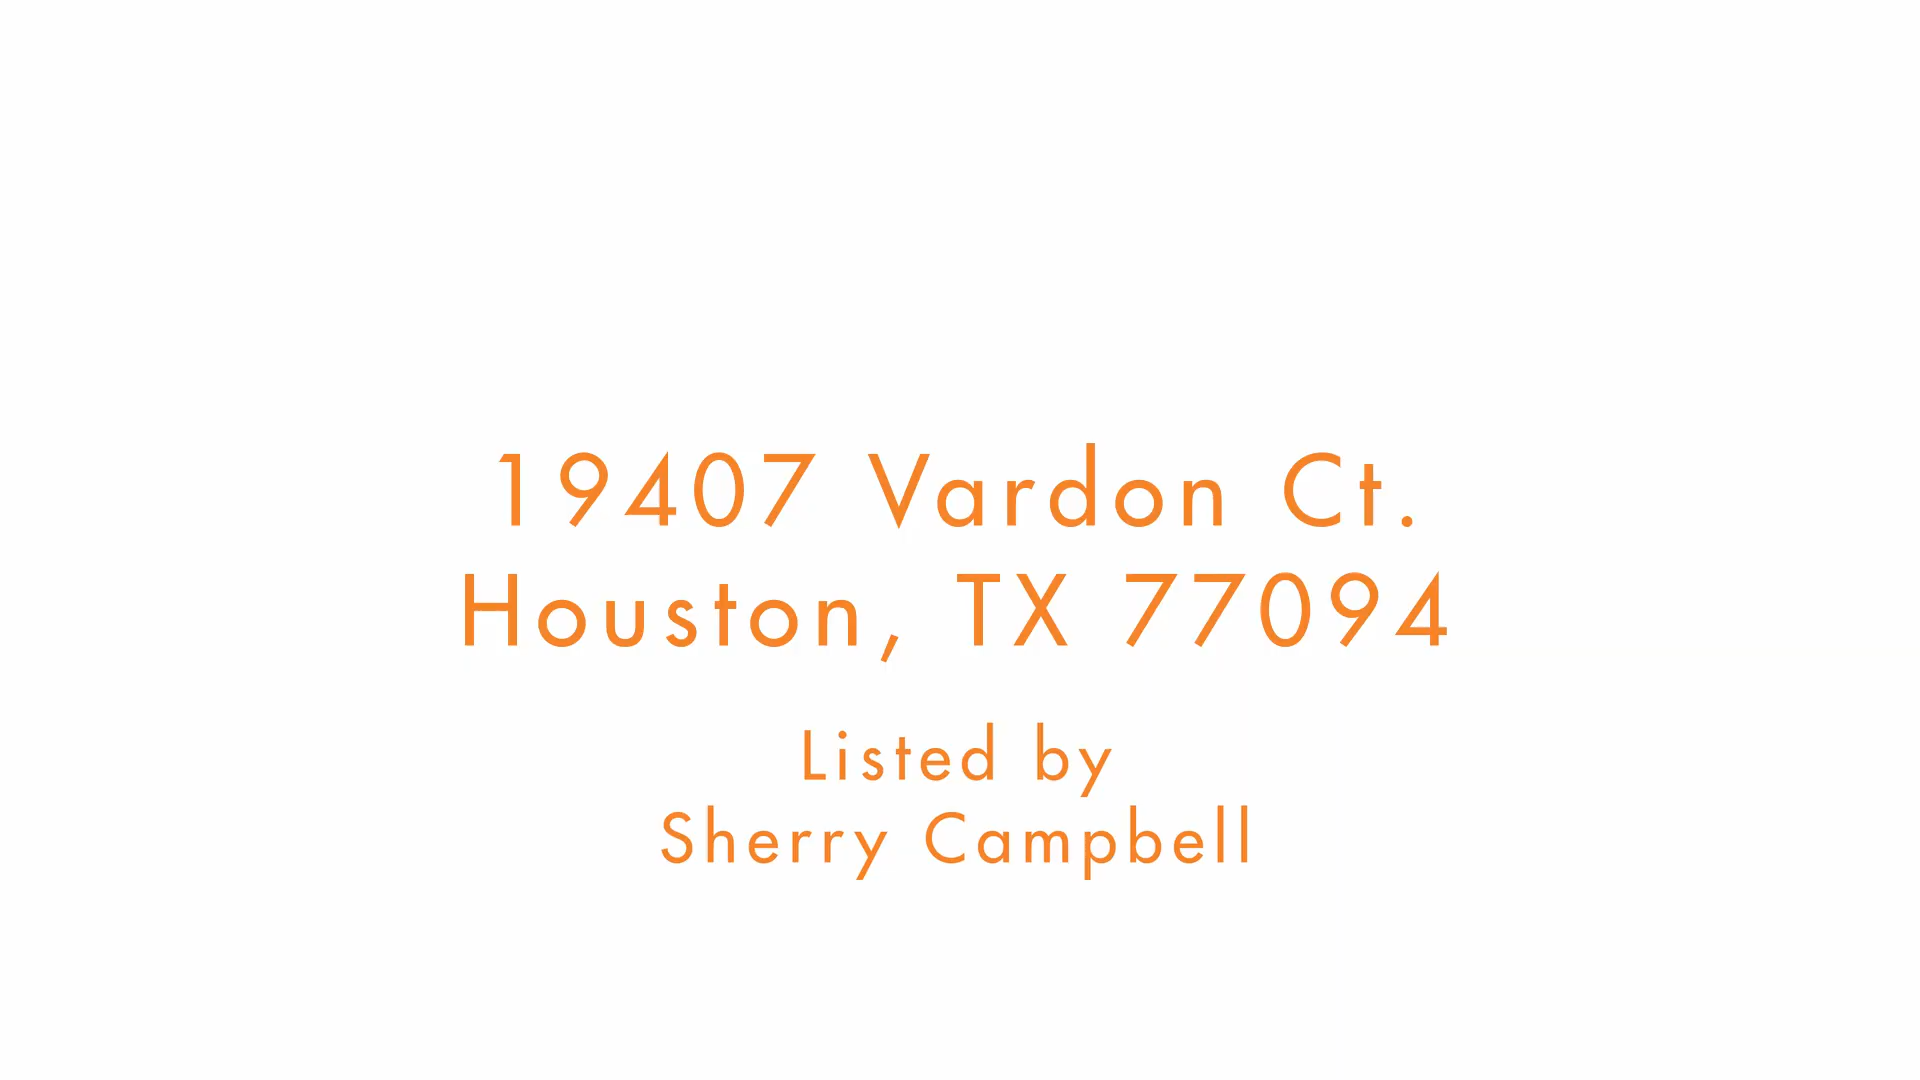 19407 Vardon Ct.
Houston, TX 77094
Listed by
Sherry Campbell